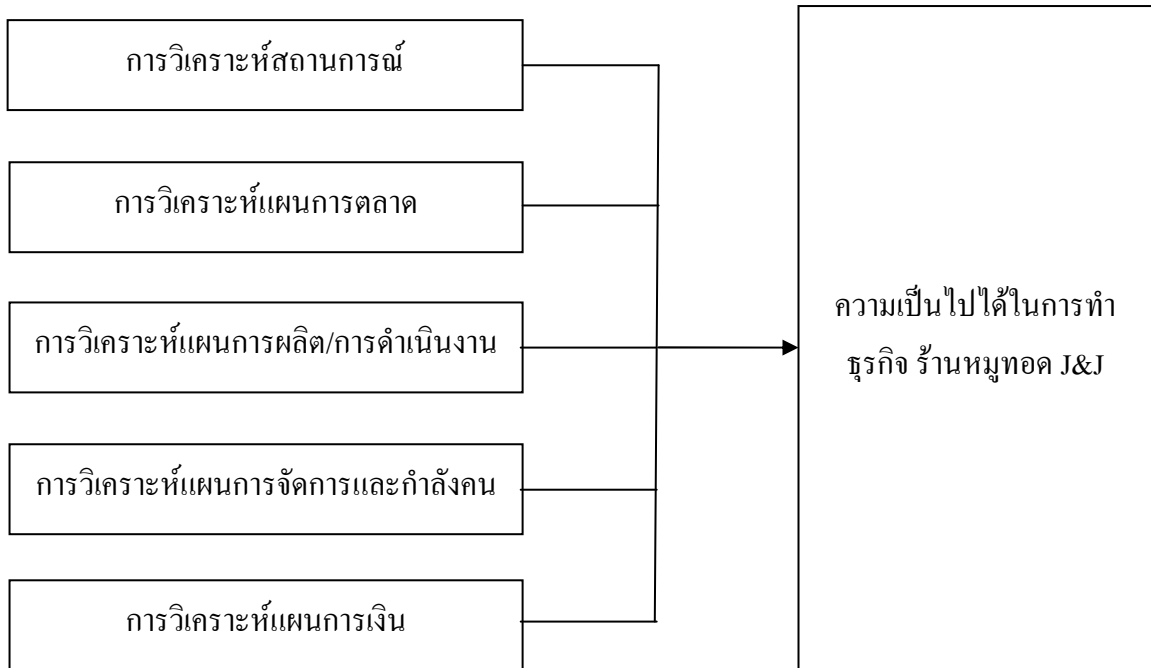 การวิเคราะห์สถานการณ์
การวิเคราะห์แผนการตลาด
การวิเคราะห์แผนการผลิต/การดำเนินงาน
การวิเคราะห์แผนการจัดการและกำลังคน
การวิเคราะห์แผนการเงิน
ความเป็นไปได้ในการทำ
ธุรกิจ ร้านหมูทอด J&J